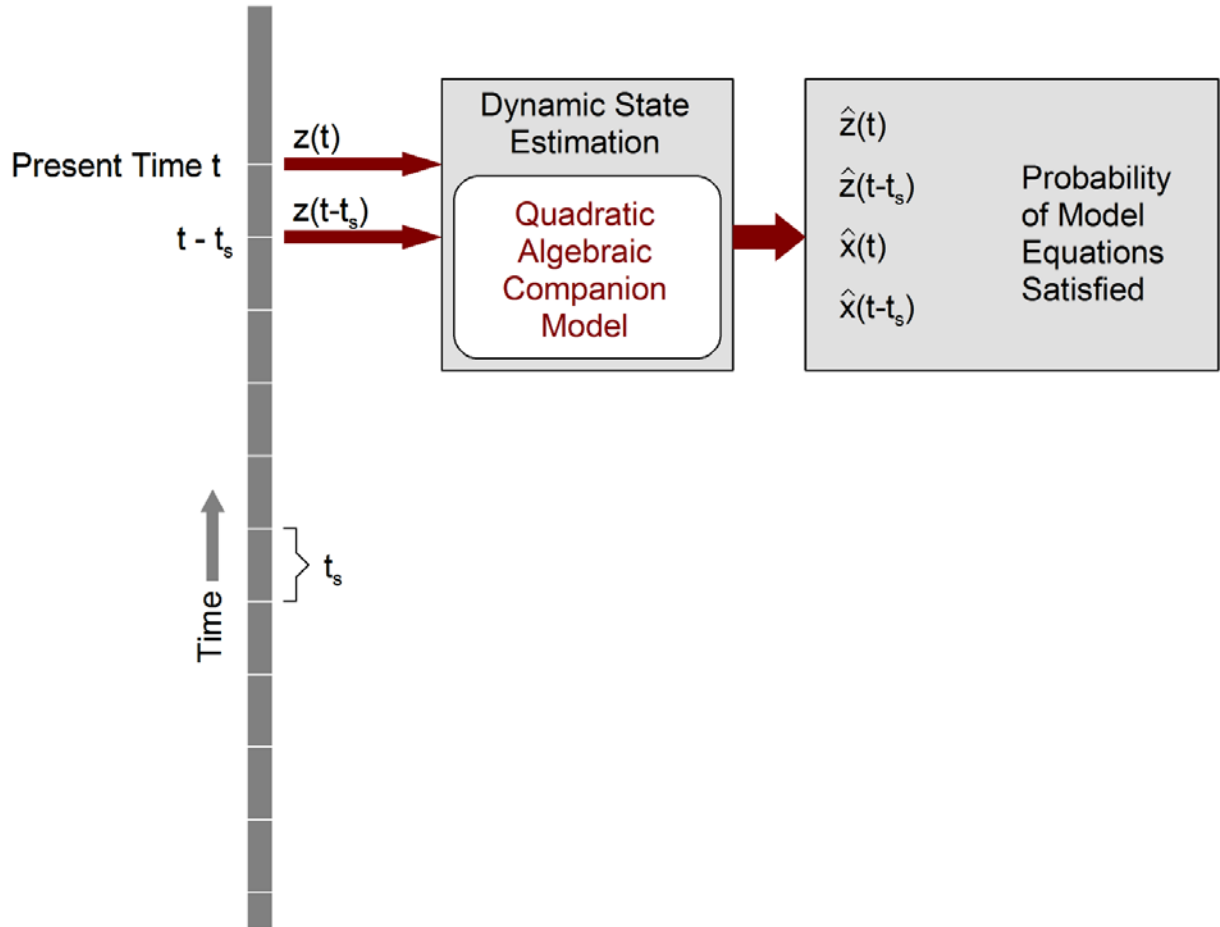 Present Time t
t - ts
z(t)
z(t-ts)
Dynamic State
Estimation
Quadratic
Algebraic
Companion
Model
ẑ(t)
ẑ(t-ts)
x̂(t)
x̂(t-ts)
Probability
of Model
Equations
Satisfied
ts
Time